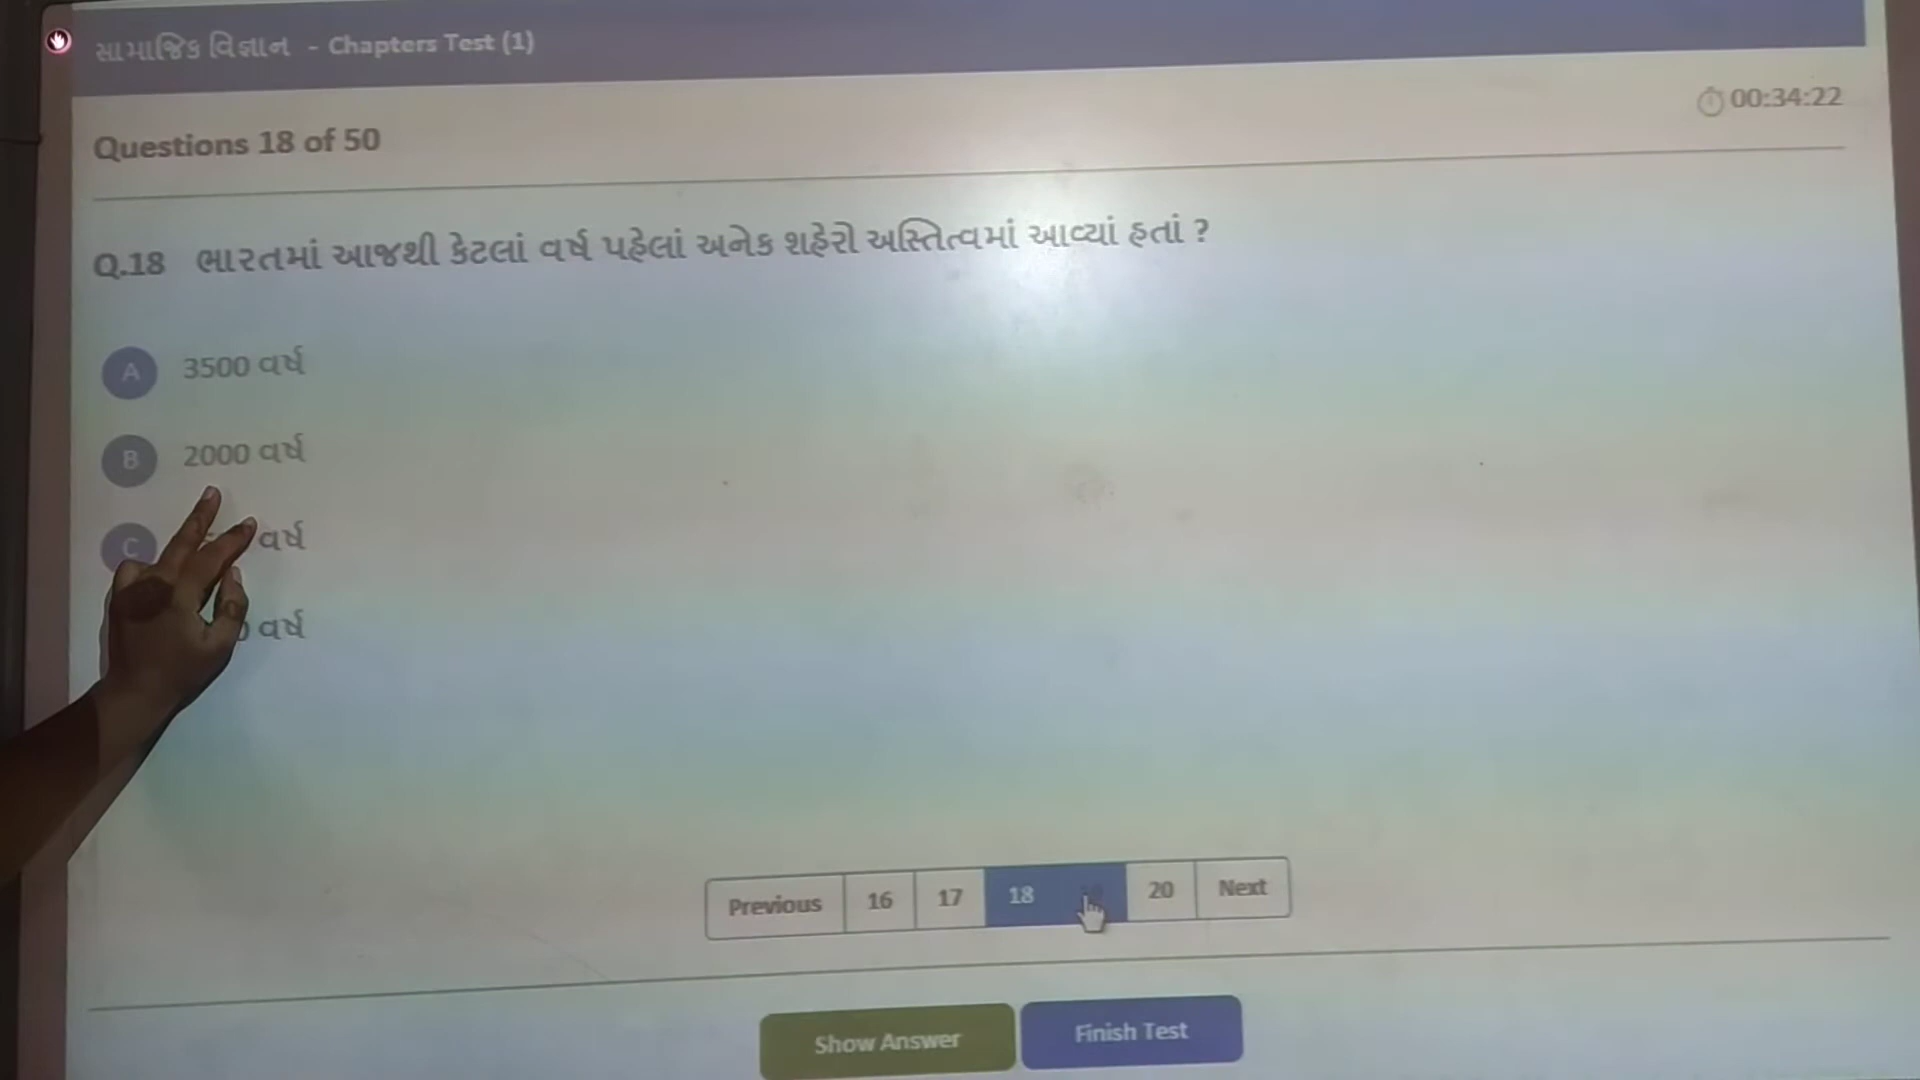 સામાજિક વિજ્ઞાન - Chapters Test (1)
00:34:22
Questions 18 of 50
Q.18 ભારતમાં આજથી કેટલાં વર્ષ પહેલાં અનેક શહેરો અસ્તિત્વમાં આવ્યાં હતાં ?
A 3500 વર્ષ
B 2000 વર્ષ
C વર્ષ
વર્ષ
Previous 16 17 18 20 Next
Show Answer Finish Test